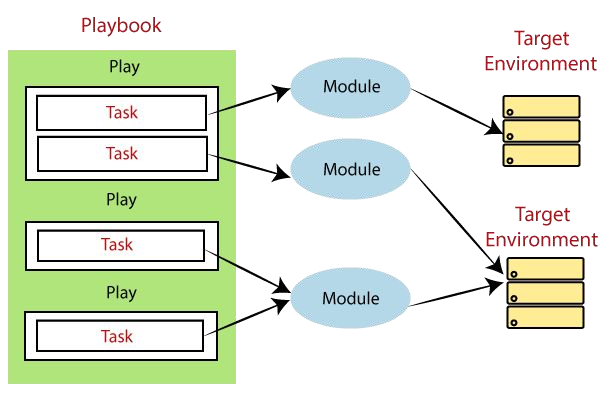 Playbook
Play
Task
Task
Play
Task
Play
Task
Module
Module
Module
Target
Environment
Target
Environment